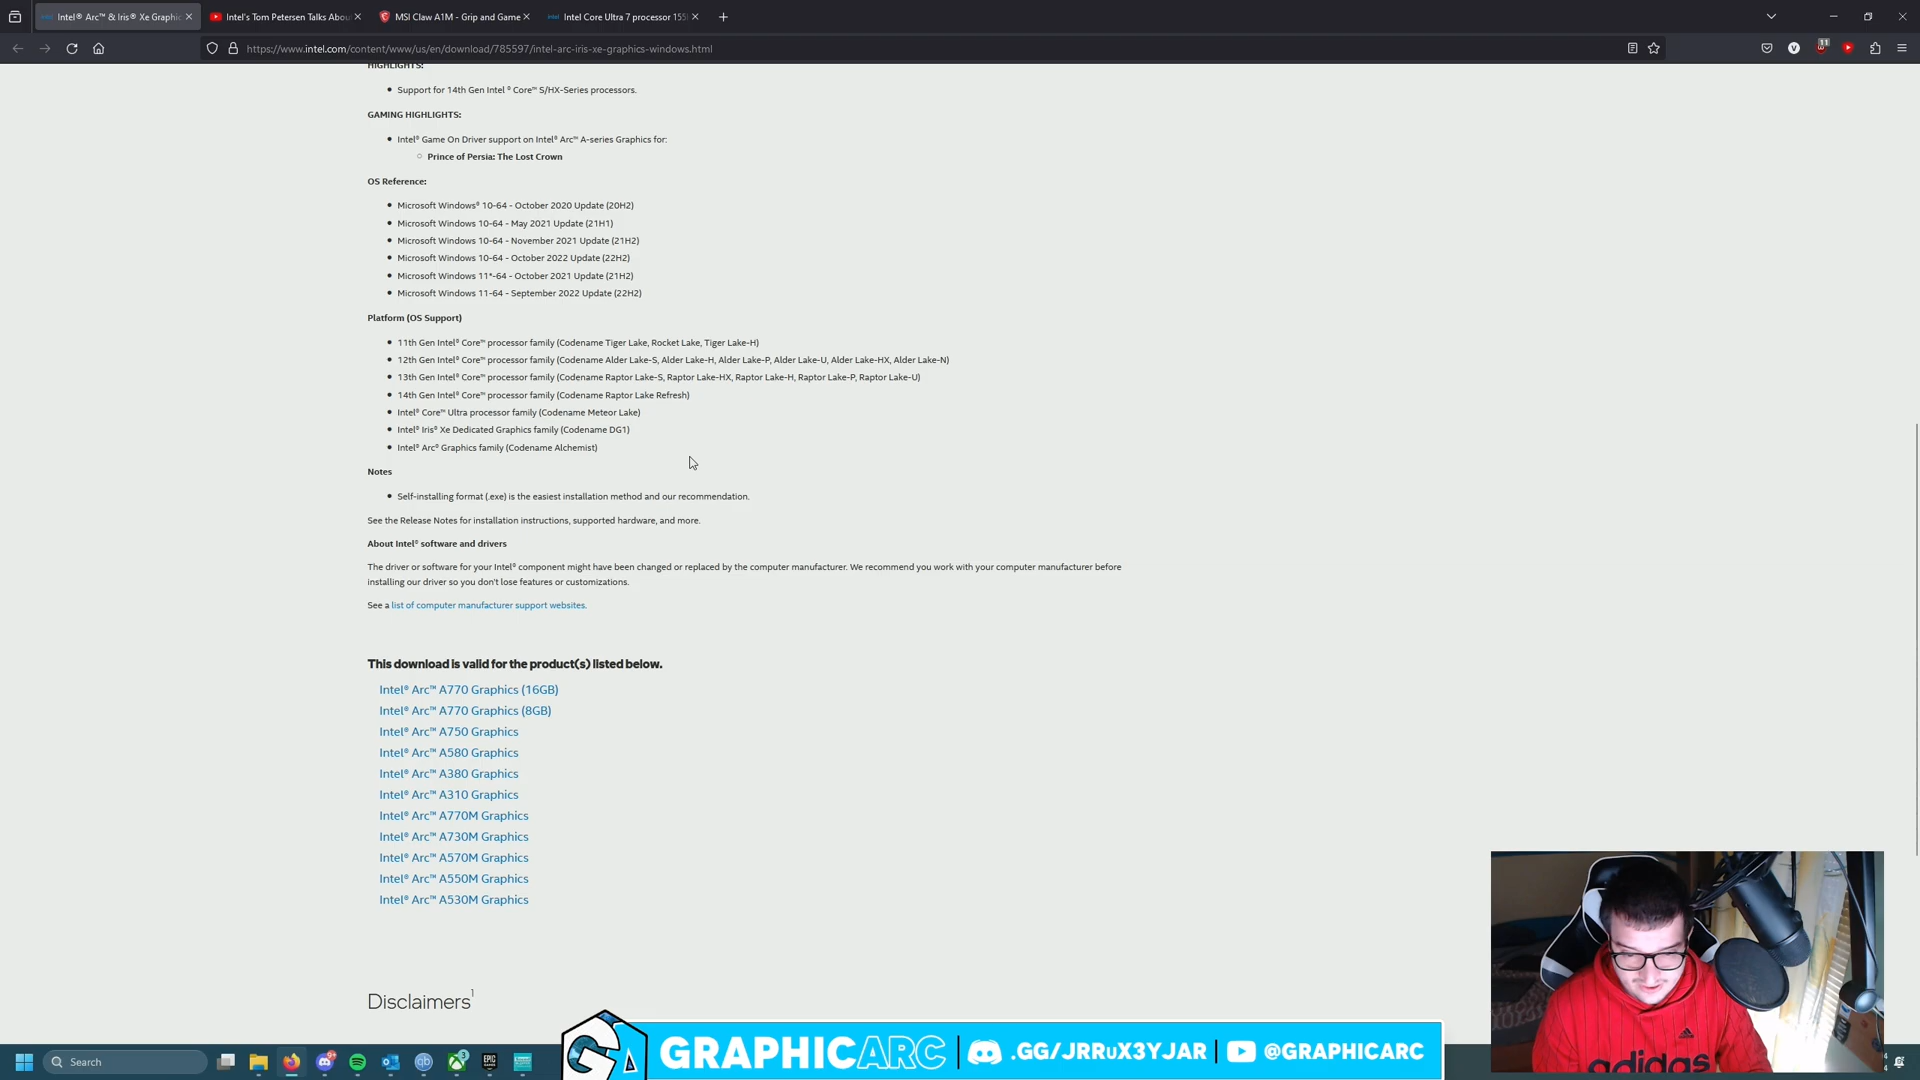 Intel® Arc™ & Iris® Xe Graphic
Intel's Tom Petersen Talks Abou
MSI Claw A1M - Grip and Game
Intel Core Ultra 7 processor 155
https://www.intel.com/content/www/us/en/download/785597/intel-arc-iris-xe-graphics-windows.html
11
HIGHLIGHTS:
Support for 14th Gen Intel ® Core™ S/HX-Series processors.
GAMING HIGHLIGHTS:
Intel® Game On Driver support on Intel® Arc™ A-series Graphics for:
Prince of Persia: The Lost Crown
OS Reference:
Microsoft Windows® 10-64 - October 2020 Update (20H2)
Microsoft Windows 10-64 - May 2021 Update (21H1)
Microsoft Windows 10-64 - November 2021 Update (21H2)
Microsoft Windows 10-64 - October 2022 Update (22H2)
Microsoft Windows 11*-64 - October 2021 Update (21H2)
Microsoft Windows 11-64 - September 2022 Update (22H2)
Platform (OS Support)
11th Gen Intel® Core™ processor family (Codename Tiger Lake, Rocket Lake, Tiger Lake-H)
12th Gen Intel® Core™ processor family (Codename Alder Lake-S, Alder Lake-H, Alder Lake-P, Alder Lake-U, Alder Lake-HX, Alder Lake-N)
13th Gen Intel® Core™ processor family (Codename Raptor Lake-S, Raptor Lake-HX, Raptor Lake-H, Raptor Lake-P, Raptor Lake-U)
14th Gen Intel® Core™ processor family (Codename Raptor Lake Refresh)
Intel® Core™ Ultra processor family (Codename Meteor Lake)
Intel® Iris® Xe Dedicated Graphics family (Codename DG1)
Intel® Arc® Graphics family (Codename Alchemist)
Notes
Self-installing format (.exe) is the easiest installation method and our recommendation.
See the Release Notes for installation instructions, supported hardware, and more.
About Intel® software and drivers
The driver or software for your Intel® component might have been changed or replaced by the computer manufacturer. We recommend you work with your computer manufacturer before
installing our driver so you don't lose features or customizations.
See a list of computer manufacturer support websites.
This download is valid for the product(s) listed below.
Intel® Arc™ A770 Graphics (16GB)
Intel® Arc™ A770 Graphics (8GB)
Intel® Arc™ A750 Graphics
Intel® Arc™ A580 Graphics
Intel® Arc™ A380 Graphics
Intel® Arc™ A310 Graphics
Intel® Arc™ A770M Graphics
Intel® Arc™ A730M Graphics
Intel® Arc™ A570M Graphics
Intel® Arc™ A550M Graphics
Intel® Arc™ A530M Graphics
Disclaimers1
adidas
Search
GA GRAPHICARC | .GG/JRRuX3YJAR | @GRAPHICARC